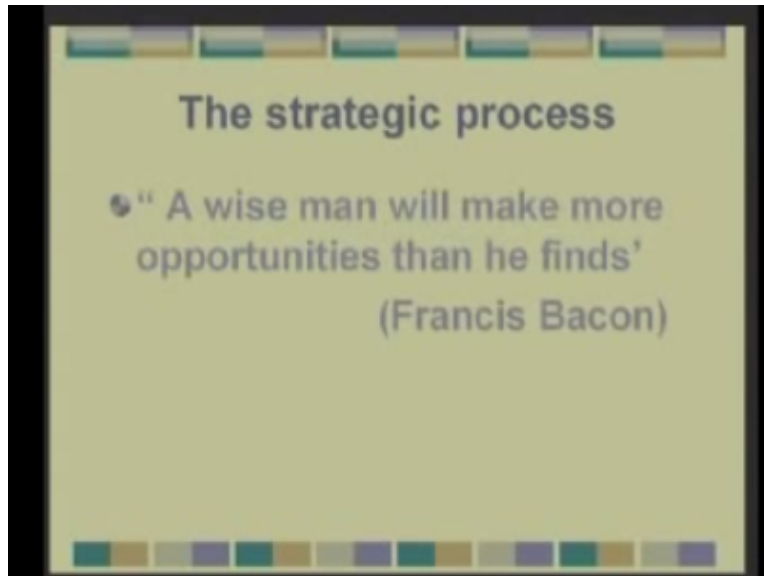 The strategic process
“ A wise man will make more
opportunities than he finds’
(Francis Bacon)